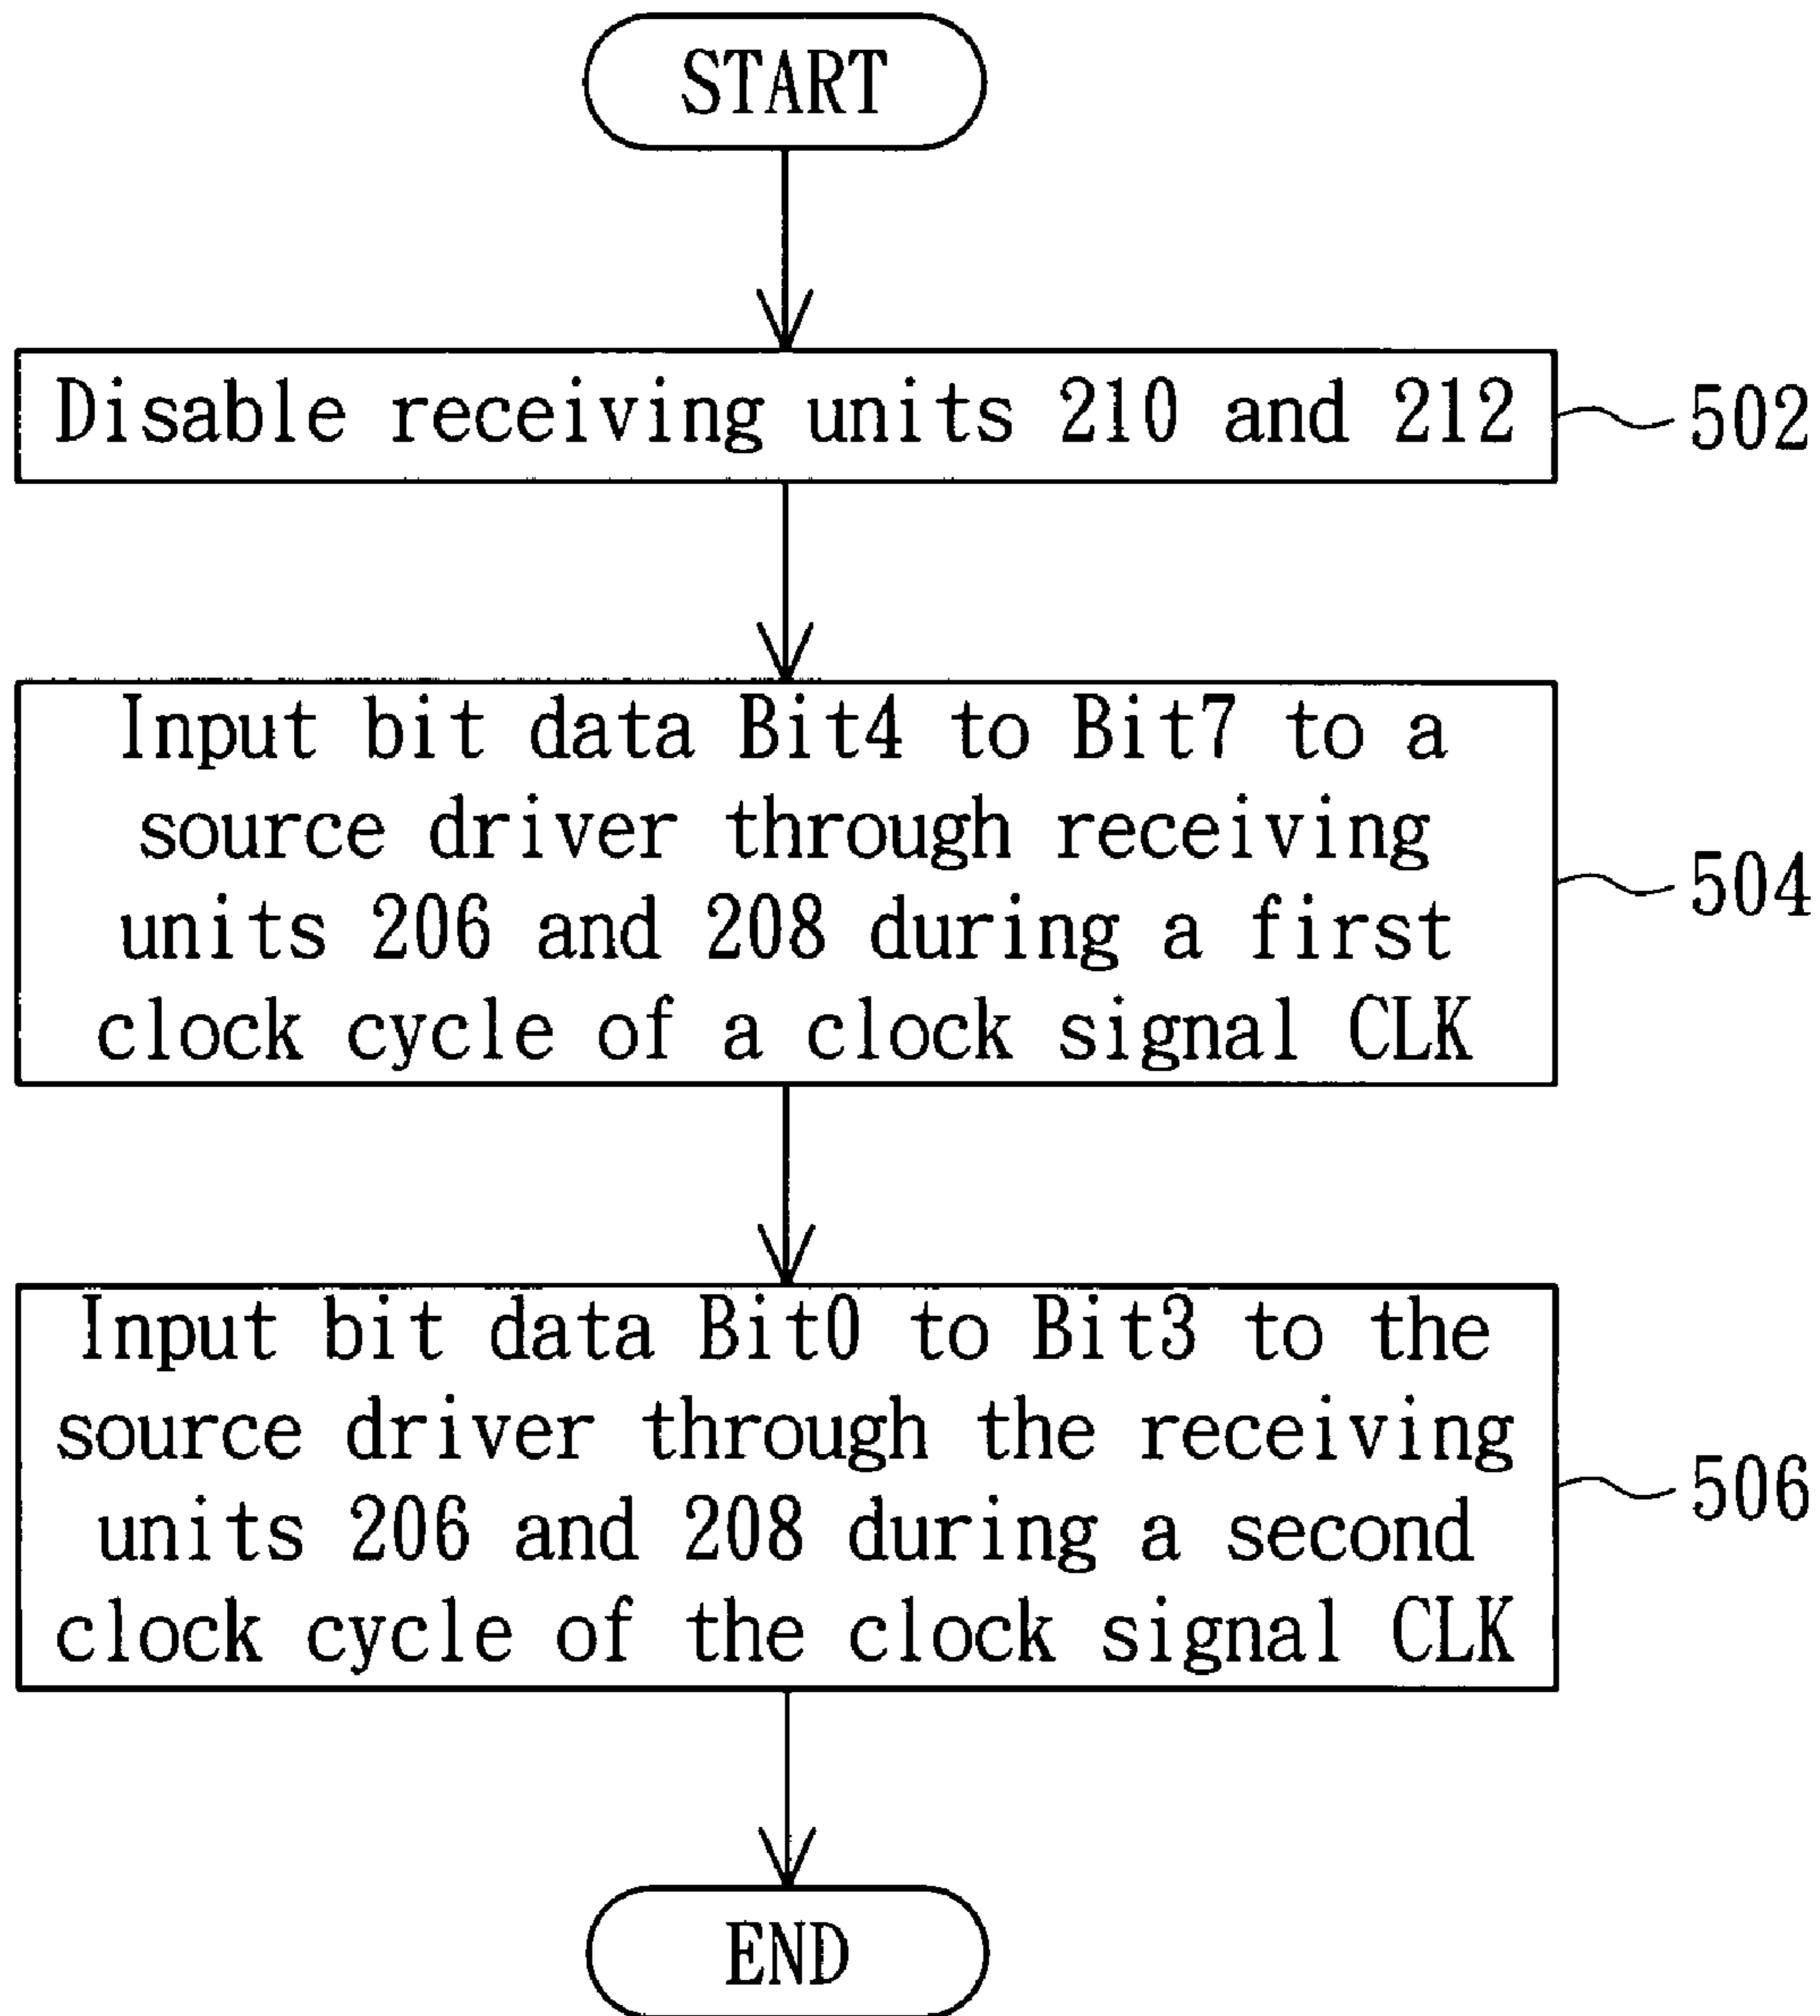 START
Disable receiving units 210 and 212
502
Input bit data Bit4 to Bit7 to a
source driver through receiving
units 206 and 208 during a first
clock cycle of a clock signal CLK
504
Input bit data Bit0 to Bit3 to the
source driver through the receiving
units 206 and 208 during a second
clock cycle of the clock signal CLK
506
END